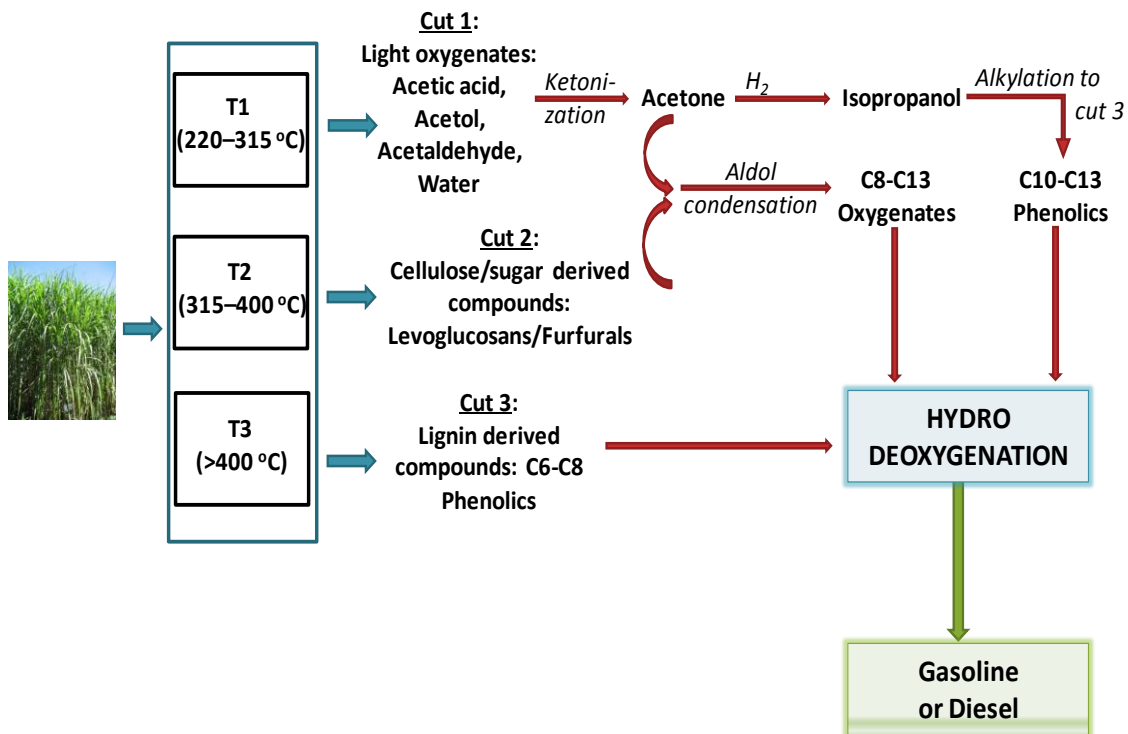 T1
(220–315 ºC)
T2
(315–400 ºC)
T3
(>400 ºC)
Cut 1:
Light oxygenates:
Acetic acid,
Acetol,
Acetaldehyde,
Water
Cut 2:
Cellulose/sugar derived
compounds:
Levoglucosans/Furfurals
Cut 3:
Lignin derived
compounds: C6-C8
Phenolics
Ketoni-
zation
Acetone
H2
Isopropanol
Alkylation to
cut 3
Aldol
condensation
C8-C13
Oxygenates
C10-C13
Phenolics
HYDRO
DEOXYGENATION
Gasoline
or Diesel